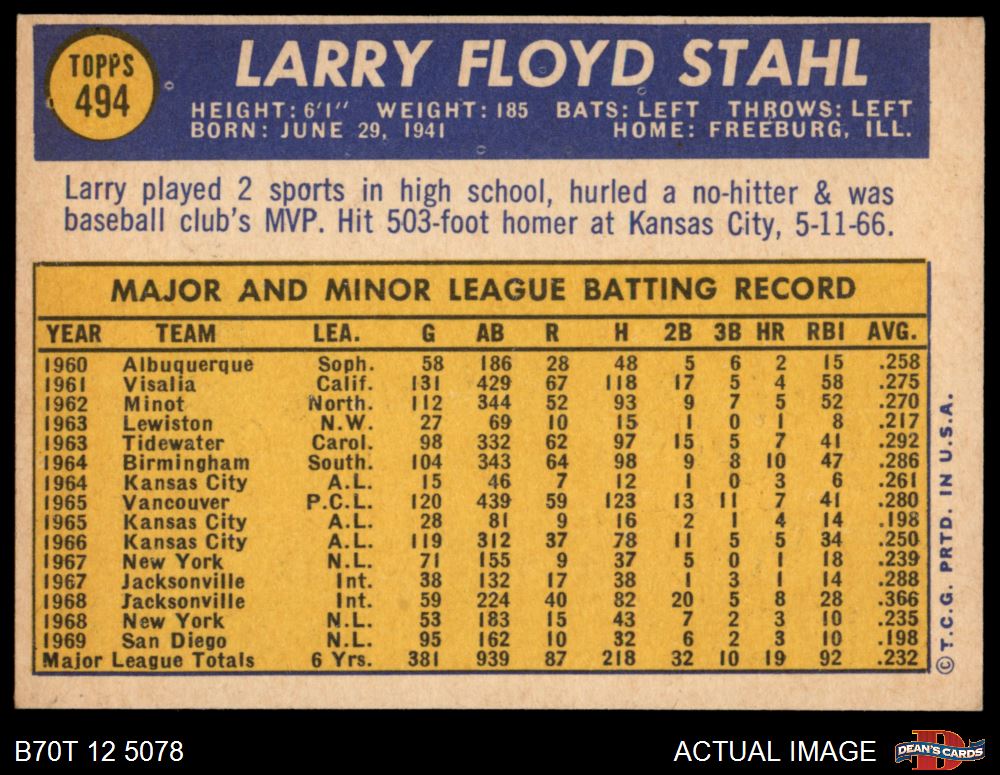 TOPPS
494
LARRY FLOYD STAHL
HEIGHT: 6'1" WEIGHT: 185 BATS: LEFT THROWS: LEFT
BORN: JUNE 29, 1941 HOME: FREEBURG, ILL.
Larry played 2 sports in high school, hurled a no-hitter & was
baseball club's MVP. Hit 503-foot homer at Kansas City, 5-11-66.
MAJOR AND MINOR LEAGUE BATTING RECORD
YEAR TEAM LEA. G AB R H 2B 3B HR RBI AVG.
1960 Albuquerque Soph. 58 186 28 48 5 6 2 15 .258
1961 Visalia Calif. 131 429 67 118 17 5 4 58 .275
1962 Minot North. 112 344 52 93 9 7 5 52 .270
1963 Lewiston N.W. 27 69 10 15 1 0 1 8 .217
1963 Tidewater Carol. 98 332 62 97 15 5 7 41 .292
1964 Birmingham South. 104 343 64 98 9 8 10 47 .286
1964 Kansas City A.L. 15 46 7 12 1 0 3 6 .261
1965 Vancouver P.C.L. 120 439 59 123 13 11 7 41 .280
1965 Kansas City A.L. 28 81 9 16 2 1 4 14 .198
1966 Kansas City A.L. 119 312 37 78 11 5 5 34 .250
1967 New York N.L. 71 155 9 37 5 0 1 18 .239
1967 Jacksonville Int. 38 132 17 38 1 3 1 14 .288
1968 Jacksonville Int. 59 224 40 82 20 5 8 28 .366
1968 New York N.L. 53 183 15 43 7 2 3 10 .235
1969 San Diego N.L. 95 162 10 32 6 2 3 10 .198
Major League Totals 6 Yrs. 381 939 87 218 32 10 19 92 .232
© T.C.G. PRTD. IN U.S.A.
B70T 12 5078
ACTUAL IMAGE
DEAN'S CARDS